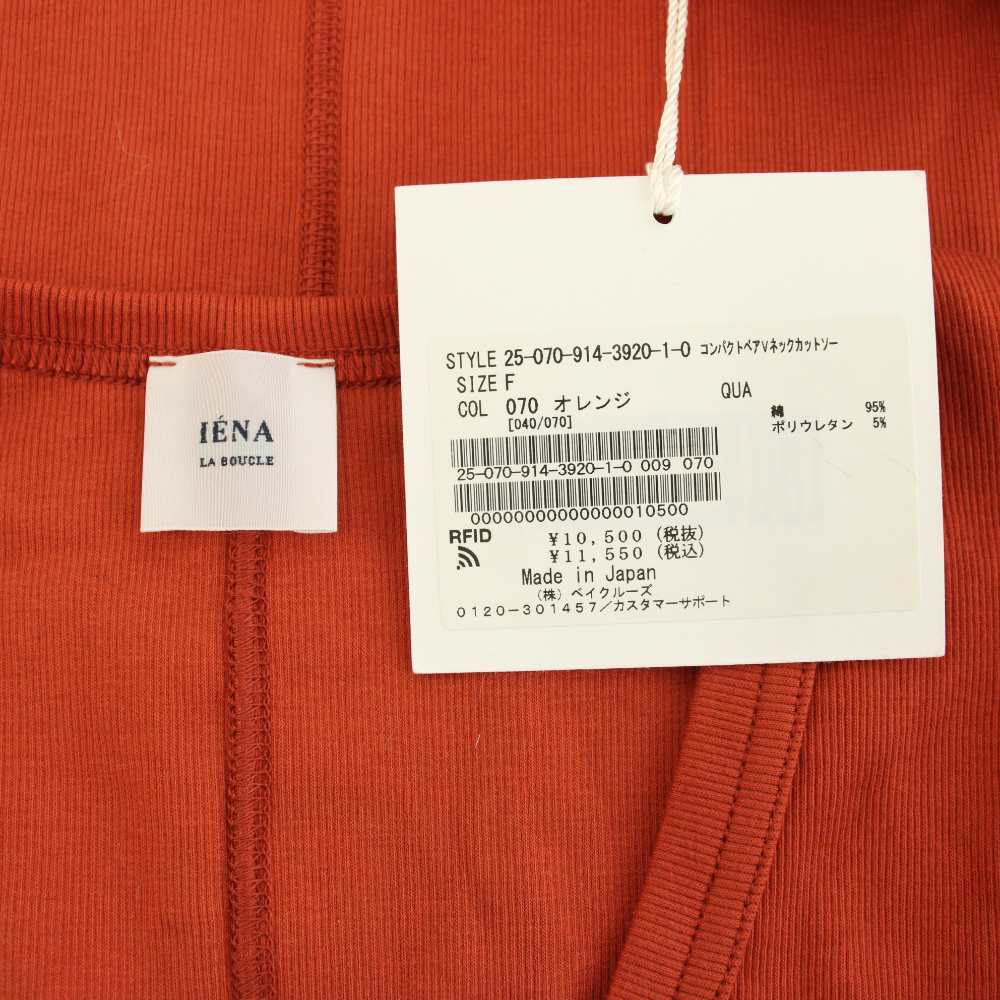 IÉNA
LA BOUCLE
STYLE 25-070-914-3920-1-0 コンパクトベアVネックカットソー
SIZE F
COL 070 オレンジ
[040/070]
QUA
綿 95%
ポリウレタン 5%
25-070-914-3920-1-0 009 070
00000000000000010500
RFID
¥10,500 (税抜)
¥11,550 (税込)
Made in Japan
(株) ベイクルーズ
0120-301457/カスタマーサポート